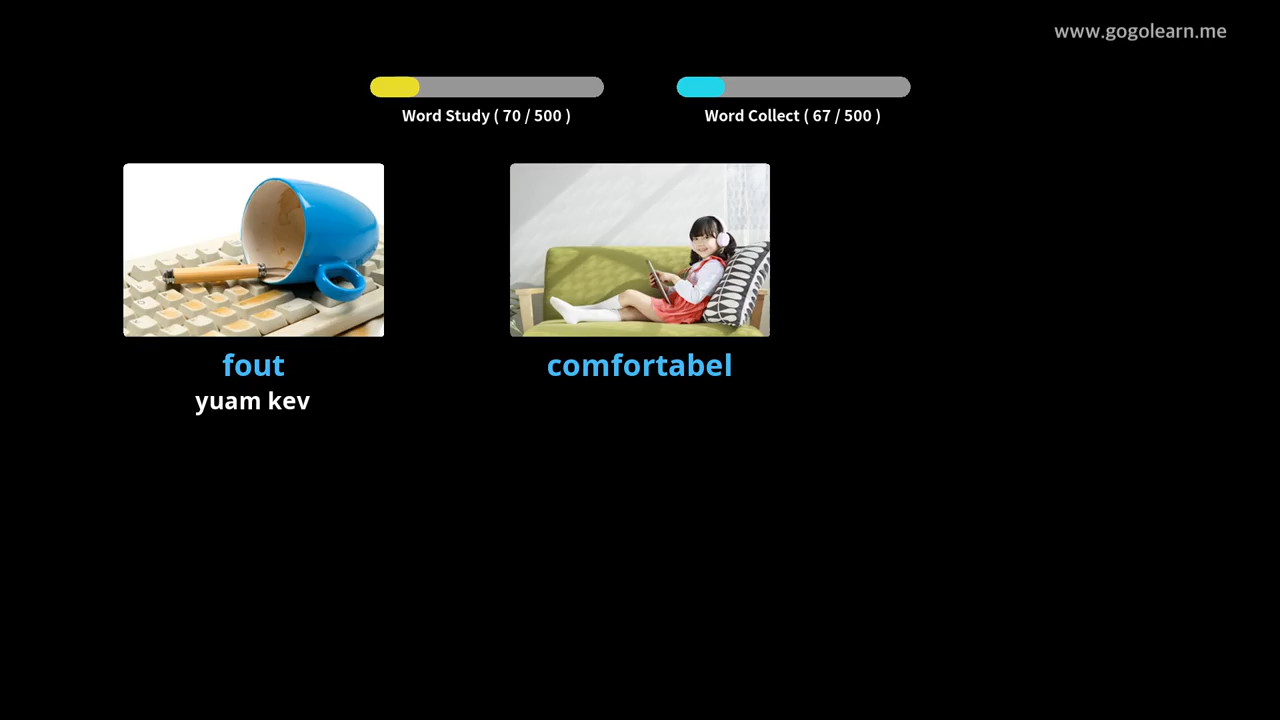 www.gogolearn.me
Word Study ( 70 / 500 )
Word Collect ( 67 / 500 )
fout
comfortabel
yuam kev